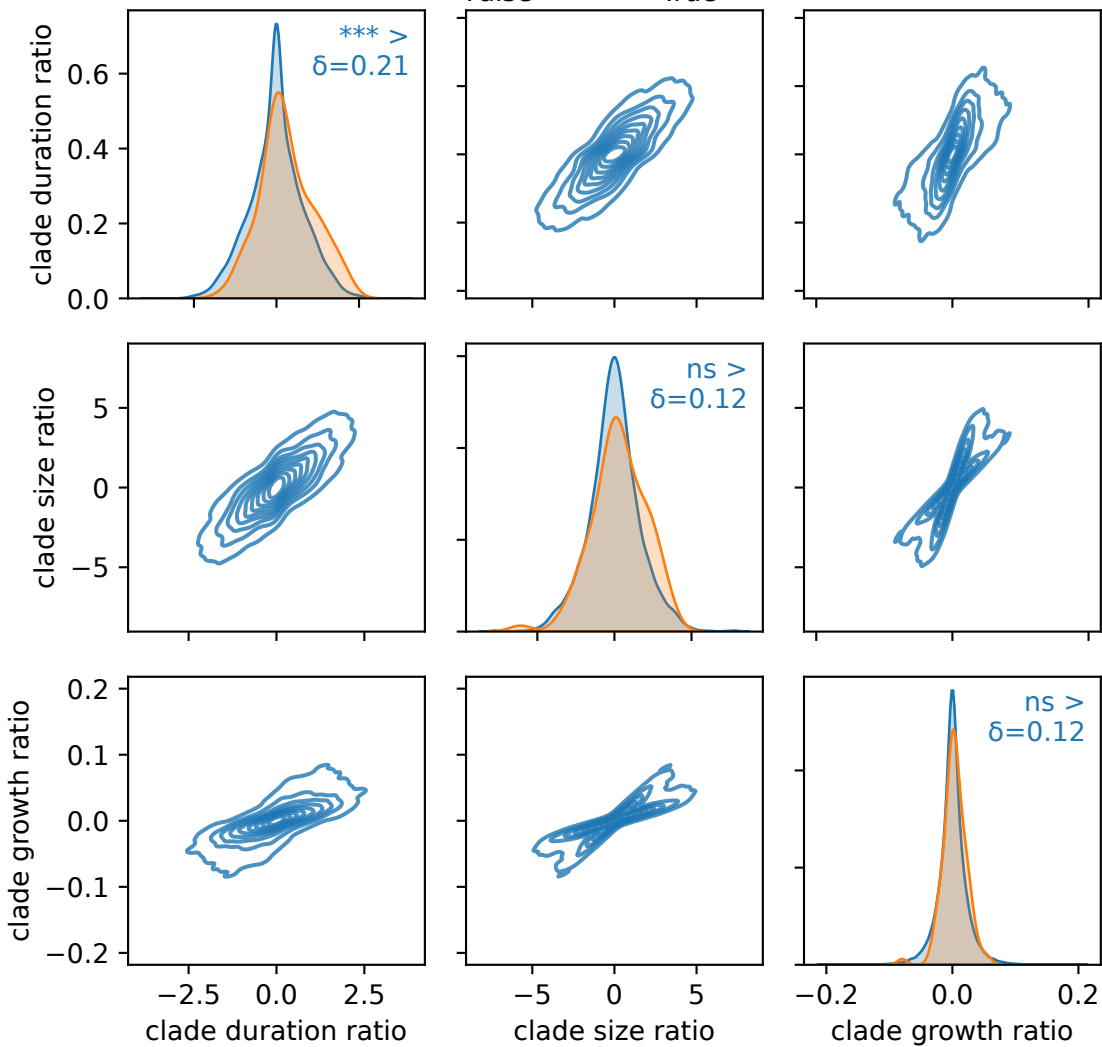 *** >
δ=0.21
clade duration ratio
0.6
0.4
0.2
0.0
ns >
δ=0.12
clade size ratio
5
0
−5
ns >
δ=0.12
clade growth ratio
0.2
0.1
0.0
−0.1
−0.2
−2.5 0.0 2.5 −5 0 5 −0.2 0.0 0.2
clade duration ratio clade size ratio clade growth ratio